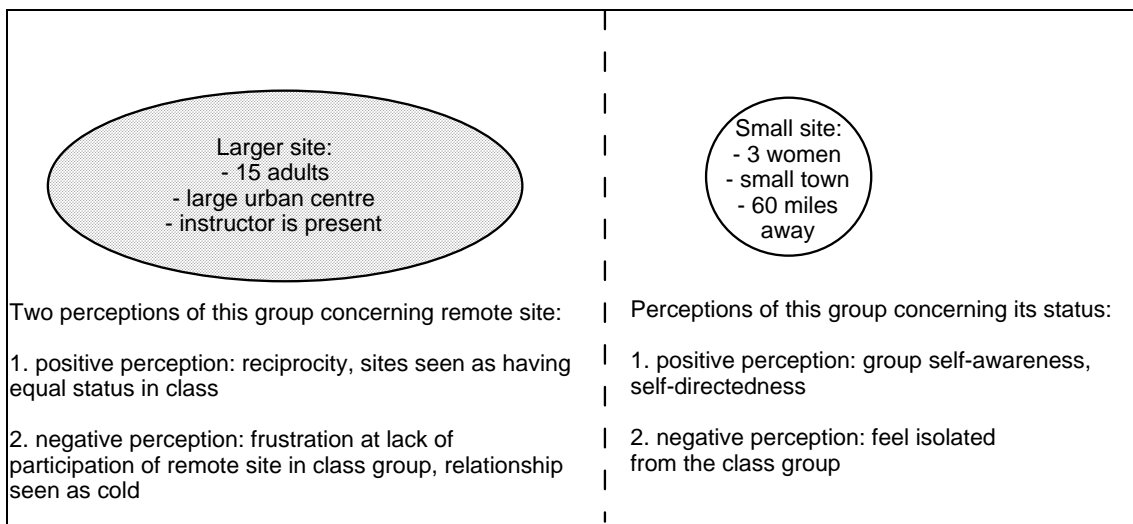 Larger site:
- 15 adults
- large urban centre
- instructor is present
Two perceptions of this group concerning remote site:
1. positive perception: reciprocity, sites seen as having
equal status in class
2. negative perception: frustration at lack of
participation of remote site in class group, relationship
seen as cold
Small site:
- 3 women
- small town
- 60 miles
away
Perceptions of this group concerning its status:
1. positive perception: group self-awareness,
self-directedness
2. negative perception: feel isolated
from the class group